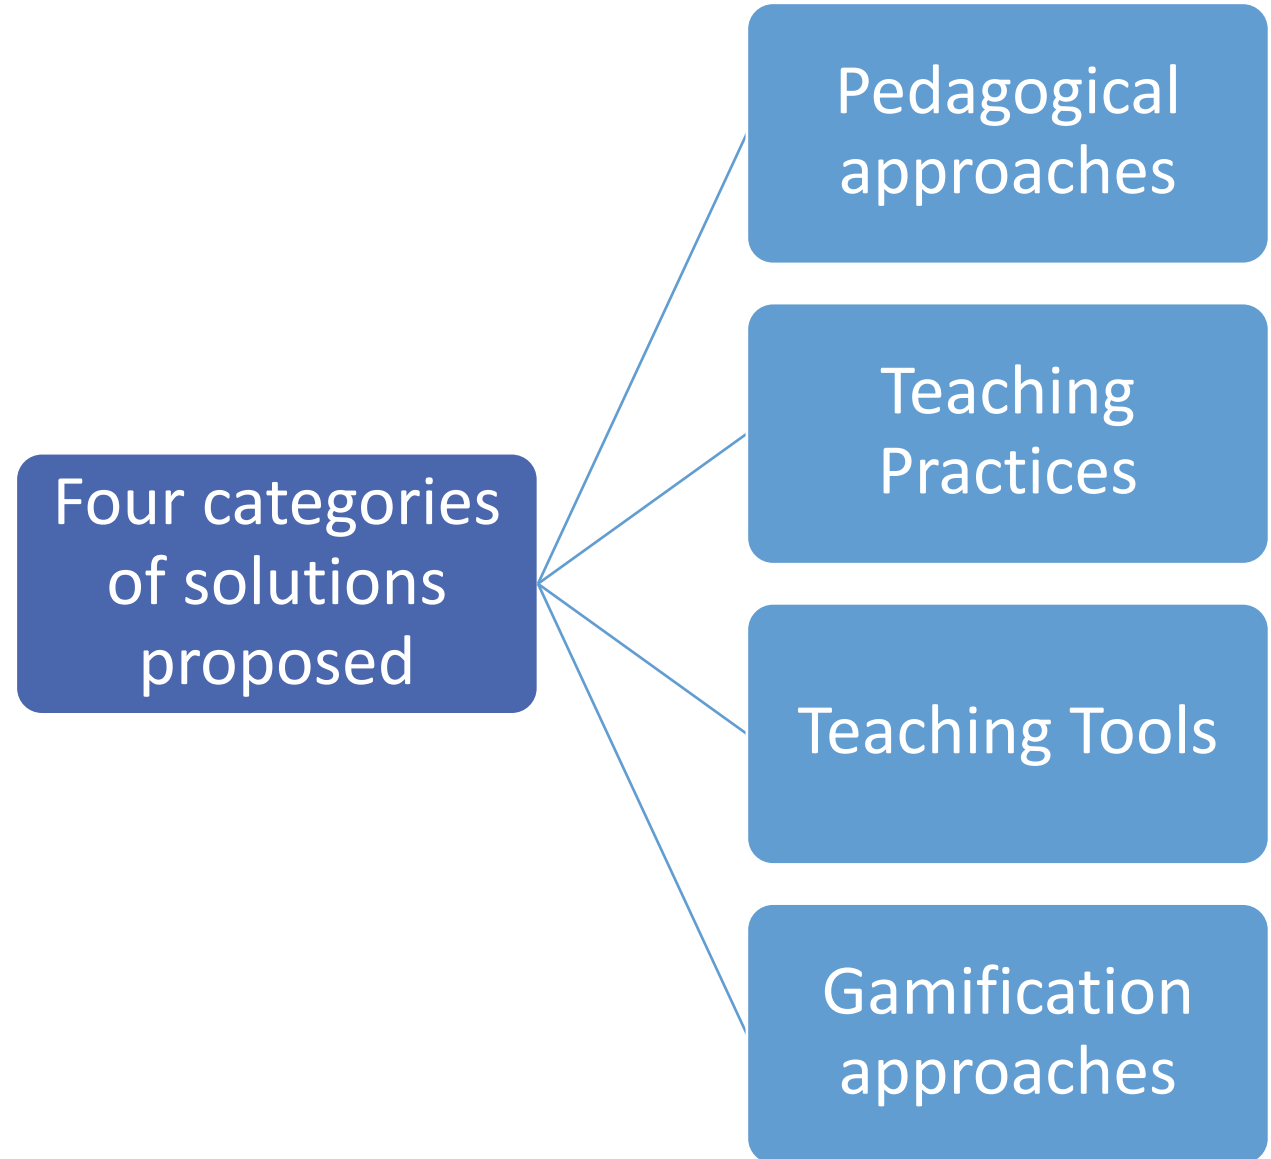 Four categories
of solutions
proposed
Pedagogical
approaches
Teaching
Practices
Teaching Tools
Gamification
approaches